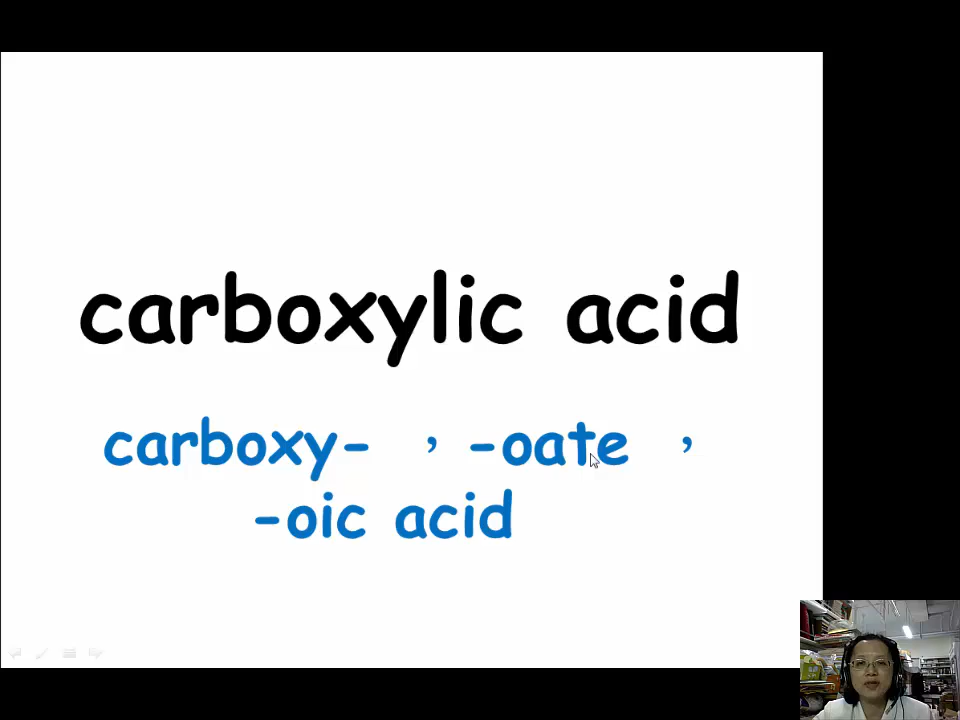 carboxylic acid
carboxy- , -oate ,
-oic acid